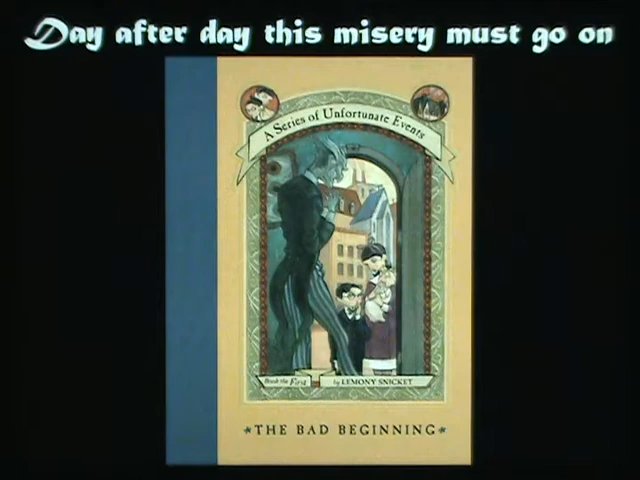 Day after day this misery must go on
A Series of Unfortunate Events
Book the First
by LEMONY SNICKET
*THE BAD BEGINNING*